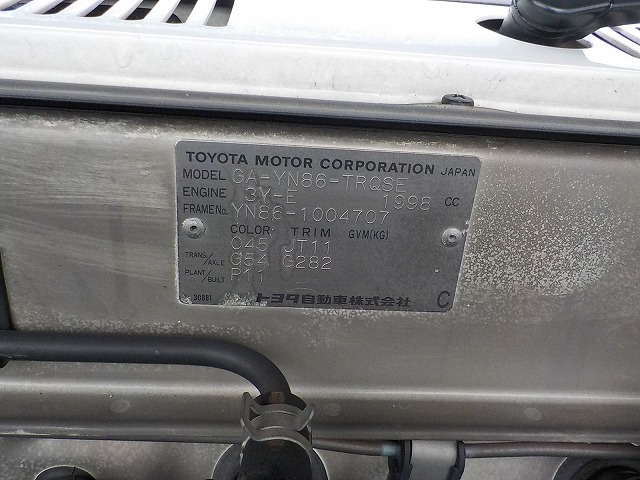 TOYOTA MOTOR CORPORATION JAPAN
MODEL GA-YN86-TRQSE
ENGINE 3Y-E 1998 CC
FRAME No. YN86-1004707
COLOR TRIM GVM(KG)
045 JT11
TRANS./AXLE G54 G282
PLANT/BUILT P11
30891 トヨタ自動車株式会社 C